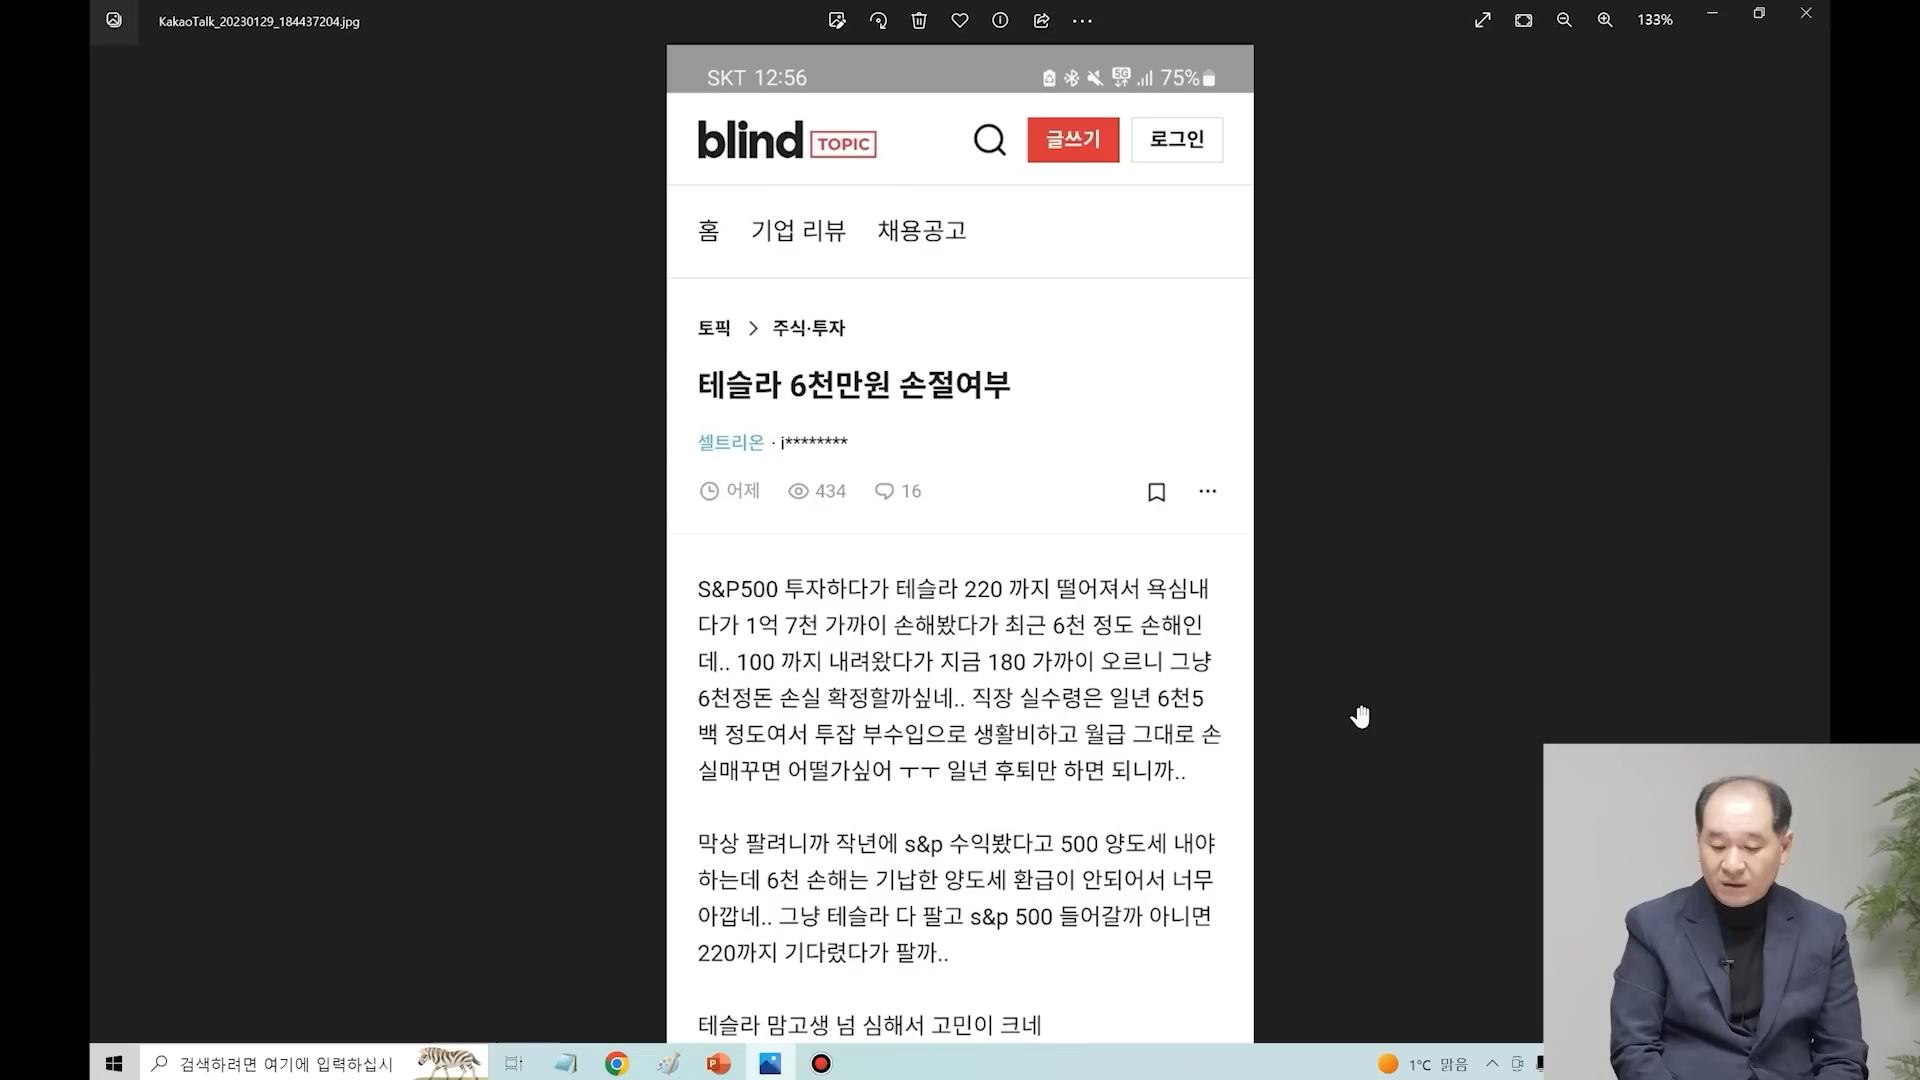 KakaoTalk_20230129_184437204.jpg
133%
SKT 12:56
5G
75%
blind TOPIC
글쓰기
로그인
홈 기업 리뷰 채용공고
토픽 > 주식·투자
테슬라 6천만원 손절여부
셀트리온 · i********
어제 434 16
S&P500 투자하다가 테슬라 220 까지 떨어져서 욕심내
다가 1억 7천 가까이 손해봤다가 최근 6천 정도 손해인
데.. 100 까지 내려왔다가 지금 180 가까이 오르니 그냥
6천정돈 손실 확정할까싶네.. 직장 실수령은 일년 6천5
백 정도여서 투잡 부수입으로 생활비하고 월급 그대로 손
실매꾸면 어떨가싶어 ㅜㅜ 일년 후퇴만 하면 되니까..
막상 팔려니까 작년에 s&p 수익봤다고 500 양도세 내야
하는데 6천 손해는 기납한 양도세 환급이 안되어서 너무
아깝네.. 그냥 테슬라 다 팔고 s&p 500 들어갈까 아니면
220까지 기다렸다가 팔까..
테슬라 맘고생 넘 심해서 고민이 크네
검색하려면 여기에 입력하십시
1°C 맑음